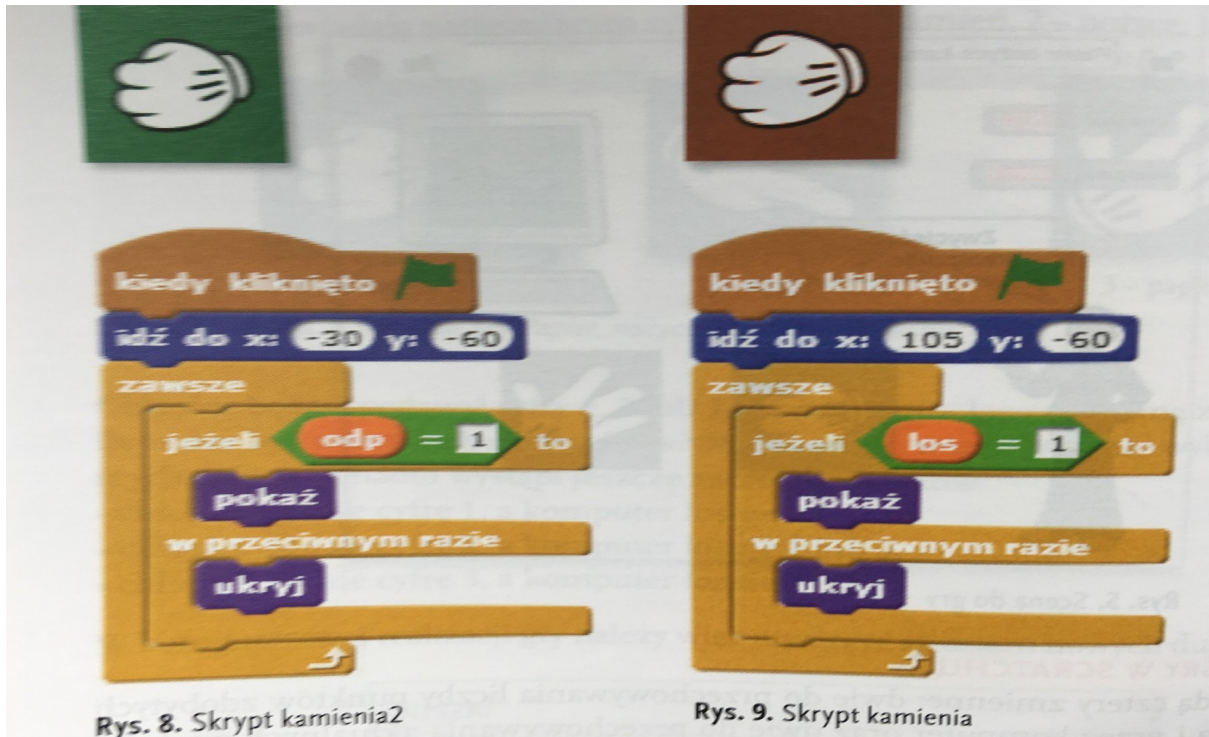 kiedy kliknięto
idź do x: -30 y: -60
zawsze
jeżeli odp = 1 to
pokaż
w przeciwnym razie
ukryj
Rys. 8. Skrypt kamienia2
kiedy kliknięto
idź do x: 105 y: -60
zawsze
jeżeli los = 1 to
pokaż
w przeciwnym razie
ukryj
Rys. 9. Skrypt kamienia